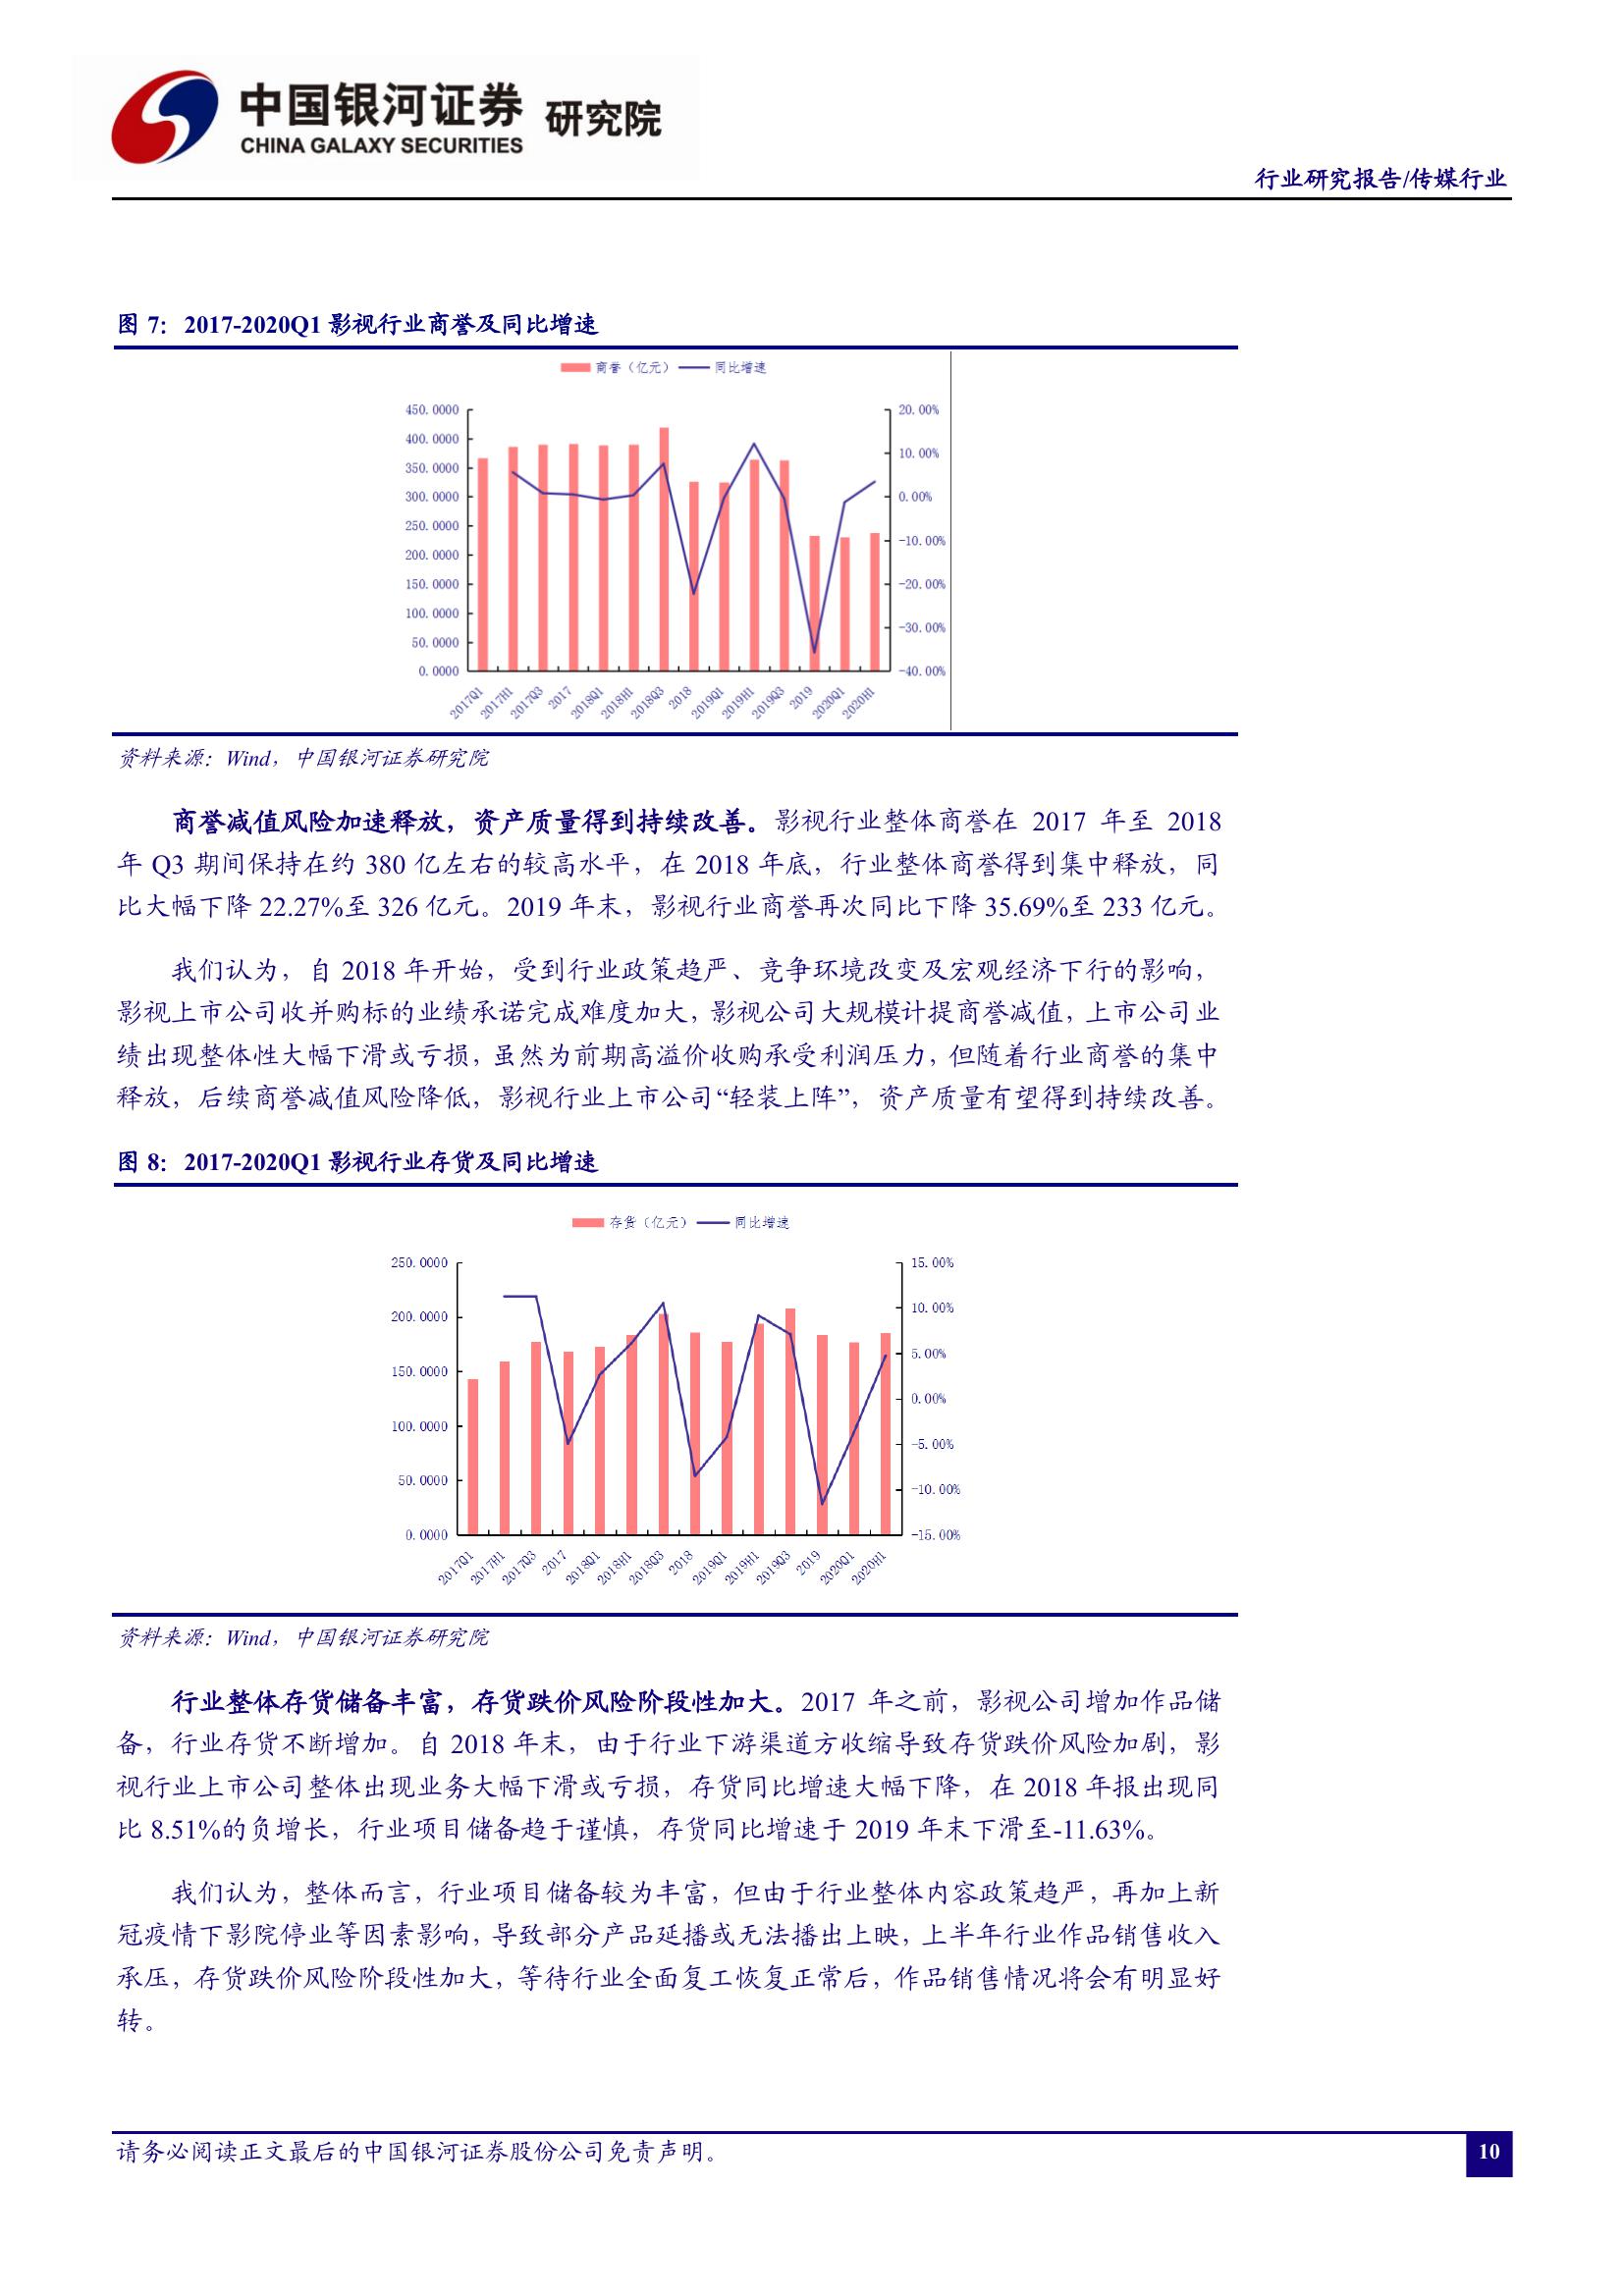 中国银河证券 研究院
CHINA GALAXY SECURITIES
行业研究报告/传媒行业
图 7：2017-2020Q1 影视行业商誉及同比增速
商誉（亿元） 同比增速
450.0000 20.00%
400.0000
350.0000 10.00%
300.0000 0.00%
250.0000 -10.00%
200.0000
150.0000 -20.00%
100.0000
50.0000 -30.00%
0.0000 -40.00%
2017Q1 2017H1 2017Q3 2017 2018Q1 2018H1 2018Q3 2018 2019Q1 2019H1 2019Q3 2019 2020Q1 2020H1
资料来源：Wind，中国银河证券研究院
商誉减值风险加速释放，资产质量得到持续改善。影视行业整体商誉在 2017 年至 2018
年 Q3 期间保持在约 380 亿左右的较高水平，在 2018 年底，行业整体商誉得到集中释放，同
比大幅下降 22.27%至 326 亿元。2019 年末，影视行业商誉再次同比下降 35.69%至 233 亿元。
我们认为，自 2018 年开始，受到行业政策趋严、竞争环境改变及宏观经济下行的影响，
影视上市公司收并购标的业绩承诺完成难度加大，影视公司大规模计提商誉减值，上市公司业
绩出现整体性大幅下滑或亏损，虽然为前期高溢价收购承受利润压力，但随着行业商誉的集中
释放，后续商誉减值风险降低，影视行业上市公司“轻装上阵”，资产质量有望得到持续改善。
图 8：2017-2020Q1 影视行业存货及同比增速
存货（亿元） 同比增速
250.0000 15.00%
200.0000 10.00%
5.00%
150.0000
0.00%
100.0000
-5.00%
50.0000 -10.00%
0.0000 -15.00%
2017Q1 2017H1 2017Q3 2017 2018Q1 2018H1 2018Q3 2018 2019Q1 2019H1 2019Q3 2019 2020Q1 2020H1
资料来源：Wind，中国银河证券研究院
行业整体存货储备丰富，存货跌价风险阶段性加大。2017 年之前，影视公司增加作品储
备，行业存货不断增加。自 2018 年末，由于行业下游渠道方收缩导致存货跌价风险加剧，影
视行业上市公司整体出现业务大幅下滑或亏损，存货同比增速大幅下降，在 2018 年报出现同
比 8.51%的负增长，行业项目储备趋于谨慎，存货同比增速于 2019 年末下滑至-11.63%。
我们认为，整体而言，行业项目储备较为丰富，但由于行业整体内容政策趋严，再加上新
冠疫情下影院停业等因素影响，导致部分产品延播或无法播出上映，上半年行业作品销售收入
承压，存货跌价风险阶段性加大，等待行业全面复工恢复正常后，作品销售情况将会有明显好
转。
请务必阅读正文最后的中国银河证券股份公司免责声明。
10